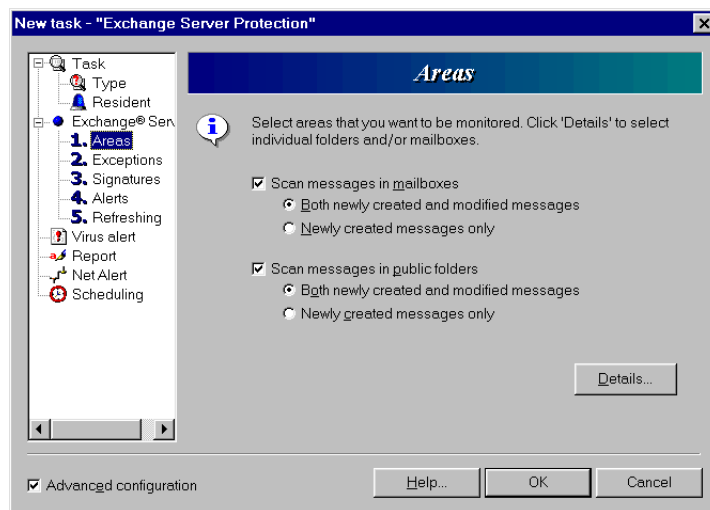 New task - "Exchange Server Protection"
Task
Type
Resident
Exchange® Serv
1. Areas
2. Exceptions
3. Signatures
4. Alerts
5. Refreshing
Virus alert
Report
Net Alert
Scheduling
Areas
Select areas that you want to be monitored. Click 'Details' to select
individual folders and/or mailboxes.
Scan messages in mailboxes
Both newly created and modified messages
Newly created messages only
Scan messages in public folders
Both newly created and modified messages
Newly created messages only
Details...
Advanced configuration
Help...
OK
Cancel